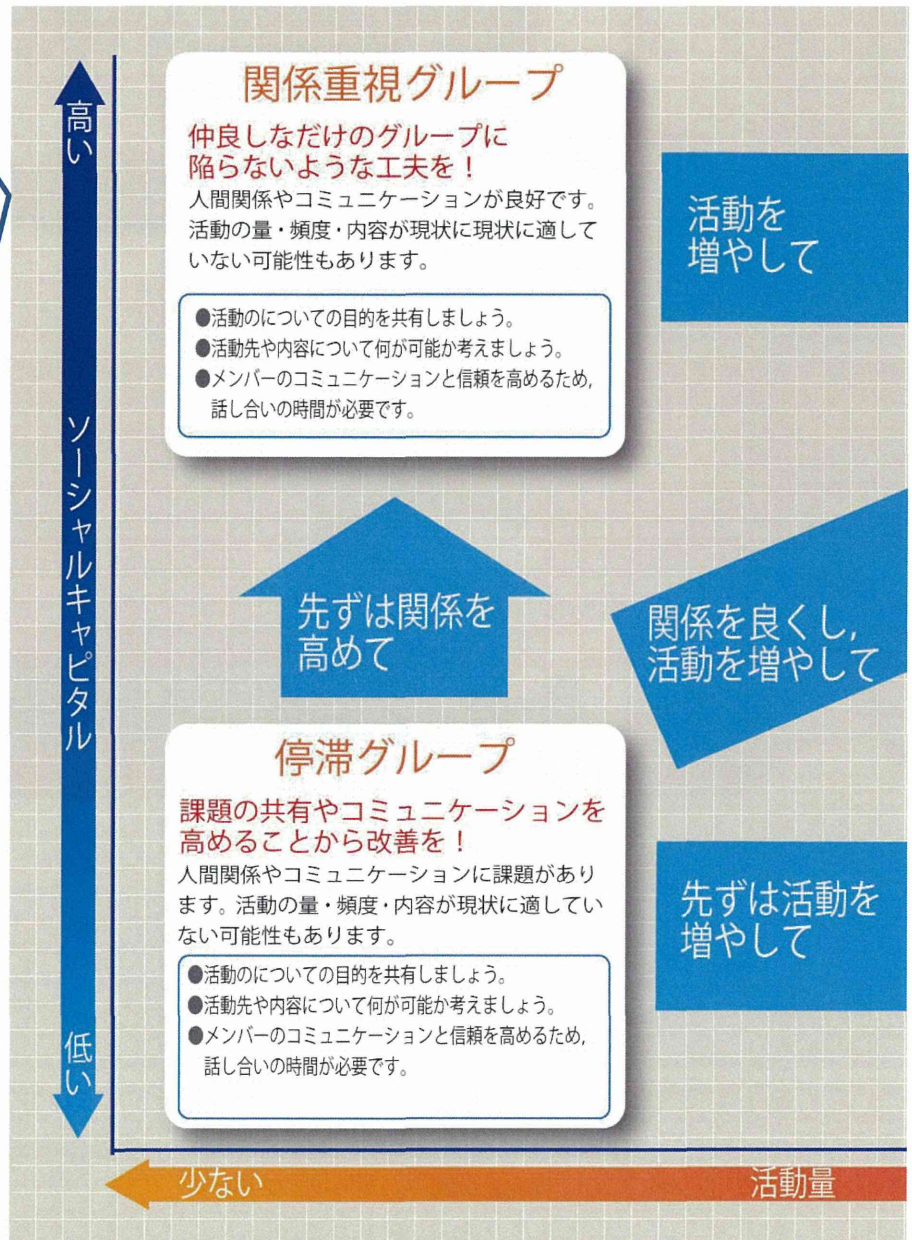 高い
ソーシャルキャピタル
低い
関係重視グループ
仲良しなだけのグループに
陥らないような工夫を！
人間関係やコミュニケーションが良好です。
活動の量・頻度・内容が現状に現状に適して
いない可能性もあります。
●活動のについての目的を共有しましょう。
●活動先や内容について何が可能か考えましょう。
●メンバーのコミュニケーションと信頼を高めるため,
話し合いの時間が必要です。
活動を
増やして
先ずは関係を
高めて
関係を良くし,
活動を増やして
停滞グループ
課題の共有やコミュニケーションを
高めることから改善を！
人間関係やコミュニケーションに課題があり
ます。活動の量・頻度・内容が現状に適してい
ない可能性もあります。
●活動のについての目的を共有しましょう。
●活動先や内容について何が可能か考えましょう。
●メンバーのコミュニケーションと信頼を高めるため,
話し合いの時間が必要です。
先ずは活動を
増やして
少ない
活動量